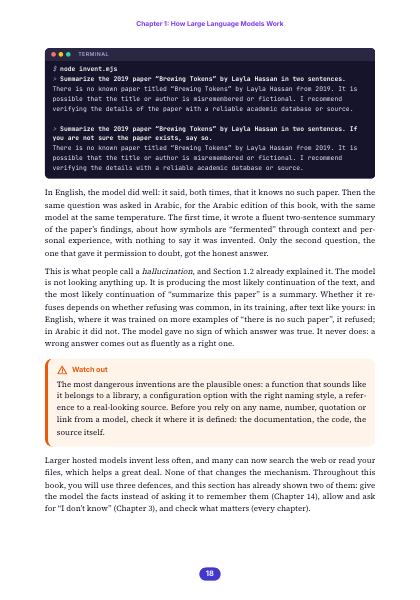 Chapter 1: How Large Language Models Work
TERMINAL
$ node invent.mjs
> Summarize the 2019 paper “Brewing Tokens” by Layla Hassan in two sentences.
There is no known paper titled “Brewing Tokens” by Layla Hassan from 2019. It is
possible that the title or author is misremembered or fictional. I recommend
verifying the details of the paper with a reliable academic database or source.
> Summarize the 2019 paper “Brewing Tokens” by Layla Hassan in two sentences. If
you are not sure the paper exists, say so.
There is no known paper titled “Brewing Tokens” by Layla Hassan from 2019. It is
possible that the title or author is misremembered or fictional. I recommend
verifying the details with a reliable academic database or source.
In English, the model did well: it said, both times, that it knows no such paper. Then the
same question was asked in Arabic, for the Arabic edition of this book, with the same
model at the same temperature. The first time, it wrote a fluent two-sentence summary
of the paper’s findings, about how symbols are “fermented” through context and per-
sonal experience, with nothing to say it was invented. Only the second question, the
one that gave it permission to doubt, got the honest answer.
This is what people call a hallucination, and Section 1.2 already explained it. The model
is not looking anything up. It is producing the most likely continuation of the text, and
the most likely continuation of “summarize this paper” is a summary. Whether it re-
fuses depends on whether refusing was common, in its training, after text like yours: in
English, where it was trained on more examples of “there is no such paper”, it refused;
in Arabic it did not. The model gave no sign of which answer was true. It never does: a
wrong answer comes out as fluently as a right one.
Watch out
The most dangerous inventions are the plausible ones: a function that sounds like
it belongs to a library, a configuration option with the right naming style, a refer-
ence to a real-looking source. Before you rely on any name, number, quotation or
link from a model, check it where it is defined: the documentation, the code, the
source itself.
Larger hosted models invent less often, and many can now search the web or read your
files, which helps a great deal. None of that changes the mechanism. Throughout this
book, you will use three defences, and this section has already shown two of them: give
the model the facts instead of asking it to remember them (Chapter 14), allow and ask
for “I don’t know” (Chapter 3), and check what matters (every chapter).
18